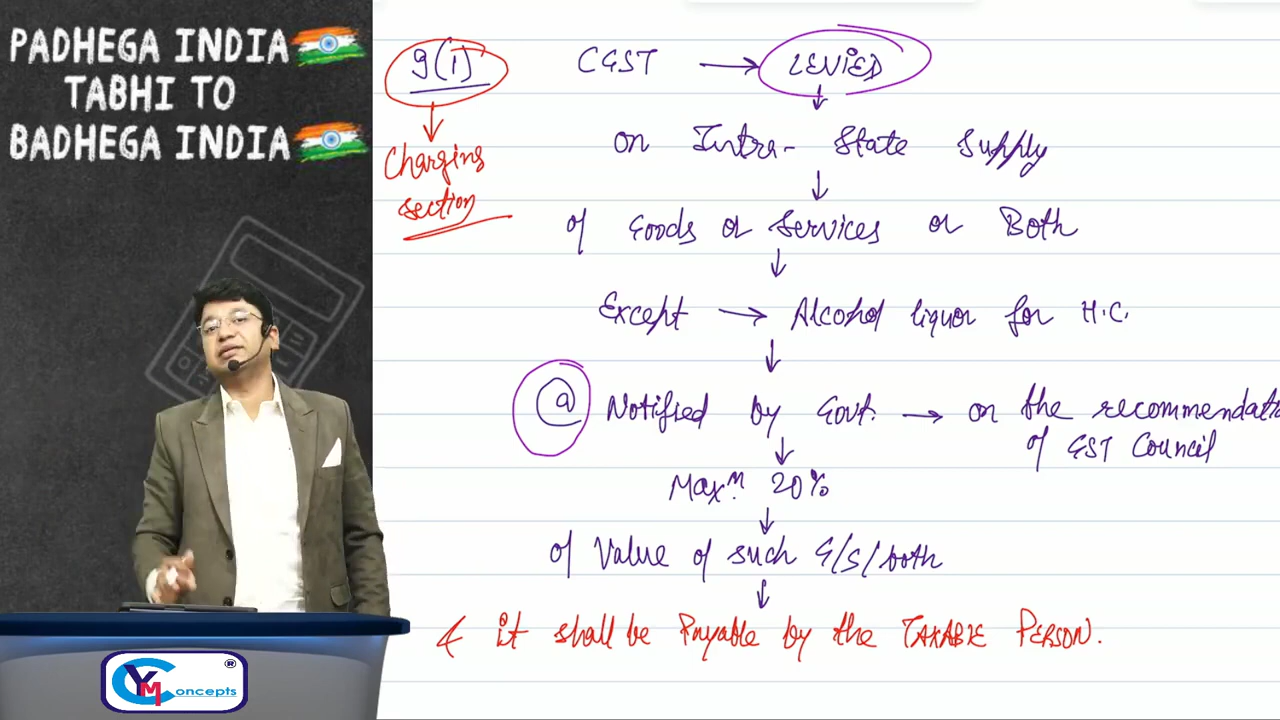 PADHEGA INDIA
TABHI TO
BADHEGA INDIA
9(1)
Charging
section
CGST → LEVIED
↓
on Intra- State Supply
↓
of Goods or Services or Both
↓
Except → Alcohol liquor for H.C.
↓
@ Notified by Govt. → on the recommendati
of GST Council
↓
Maxm. 20%
↓
of Value of such G/S/both
↓
& it shall be Payable by the TAXABLE PERSON.
CYM Concepts ®